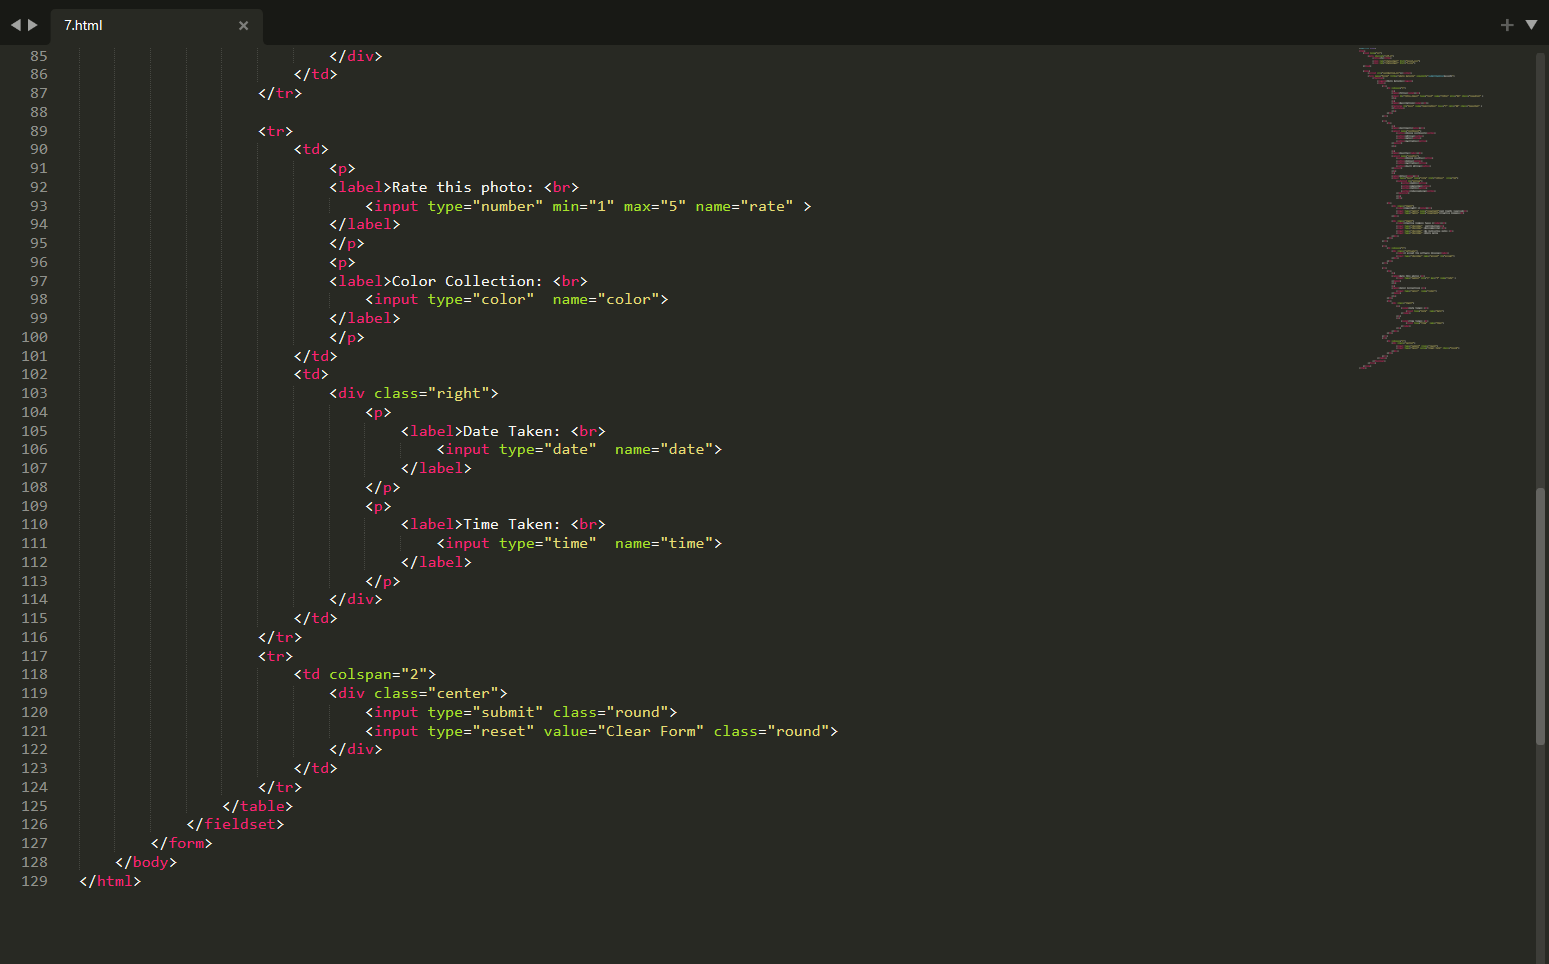 7.html
85 </div>
86 </td>
87 </tr>
88
89 <tr>
90 <td>
91 <p>
92 <label>Rate this photo: <br>
93 <input type="number" min="1" max="5" name="rate" >
94 </label>
95 </p>
96 <p>
97 <label>Color Collection: <br>
98 <input type="color"  name="color">
99 </label>
100 </p>
101 </td>
102 <td>
103 <div class="right">
104 <p>
105 <label>Date Taken: <br>
106 <input type="date"  name="date">
107 </label>
108 </p>
109 <p>
110 <label>Time Taken: <br>
111 <input type="time"  name="time">
112 </label>
113 </p>
114 </div>
115 </td>
116 </tr>
117 <tr>
118 <td colspan="2">
119 <div class="center">
120 <input type="submit" class="round">
121 <input type="reset" value="Clear Form" class="round">
122 </div>
123 </td>
124 </tr>
125 </table>
126 </fieldset>
127 </form>
128 </body>
129 </html>